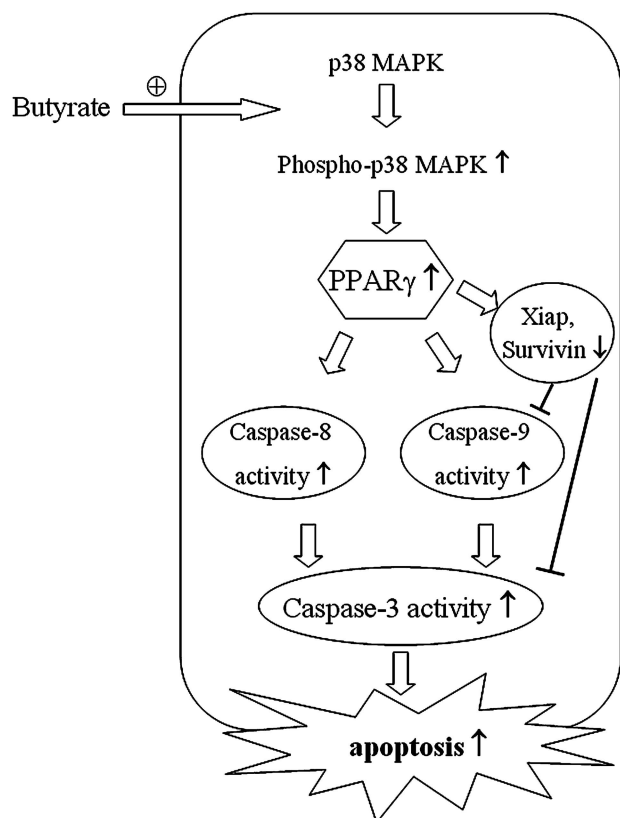 p38 MAPK
⊕
Butyrate
Phospho-p38 MAPK ↑
PPARγ ↑
Xiap,
Survivin ↓
Caspase-8
activity ↑
Caspase-9
activity ↑
Caspase-3 activity ↑
apoptosis ↑